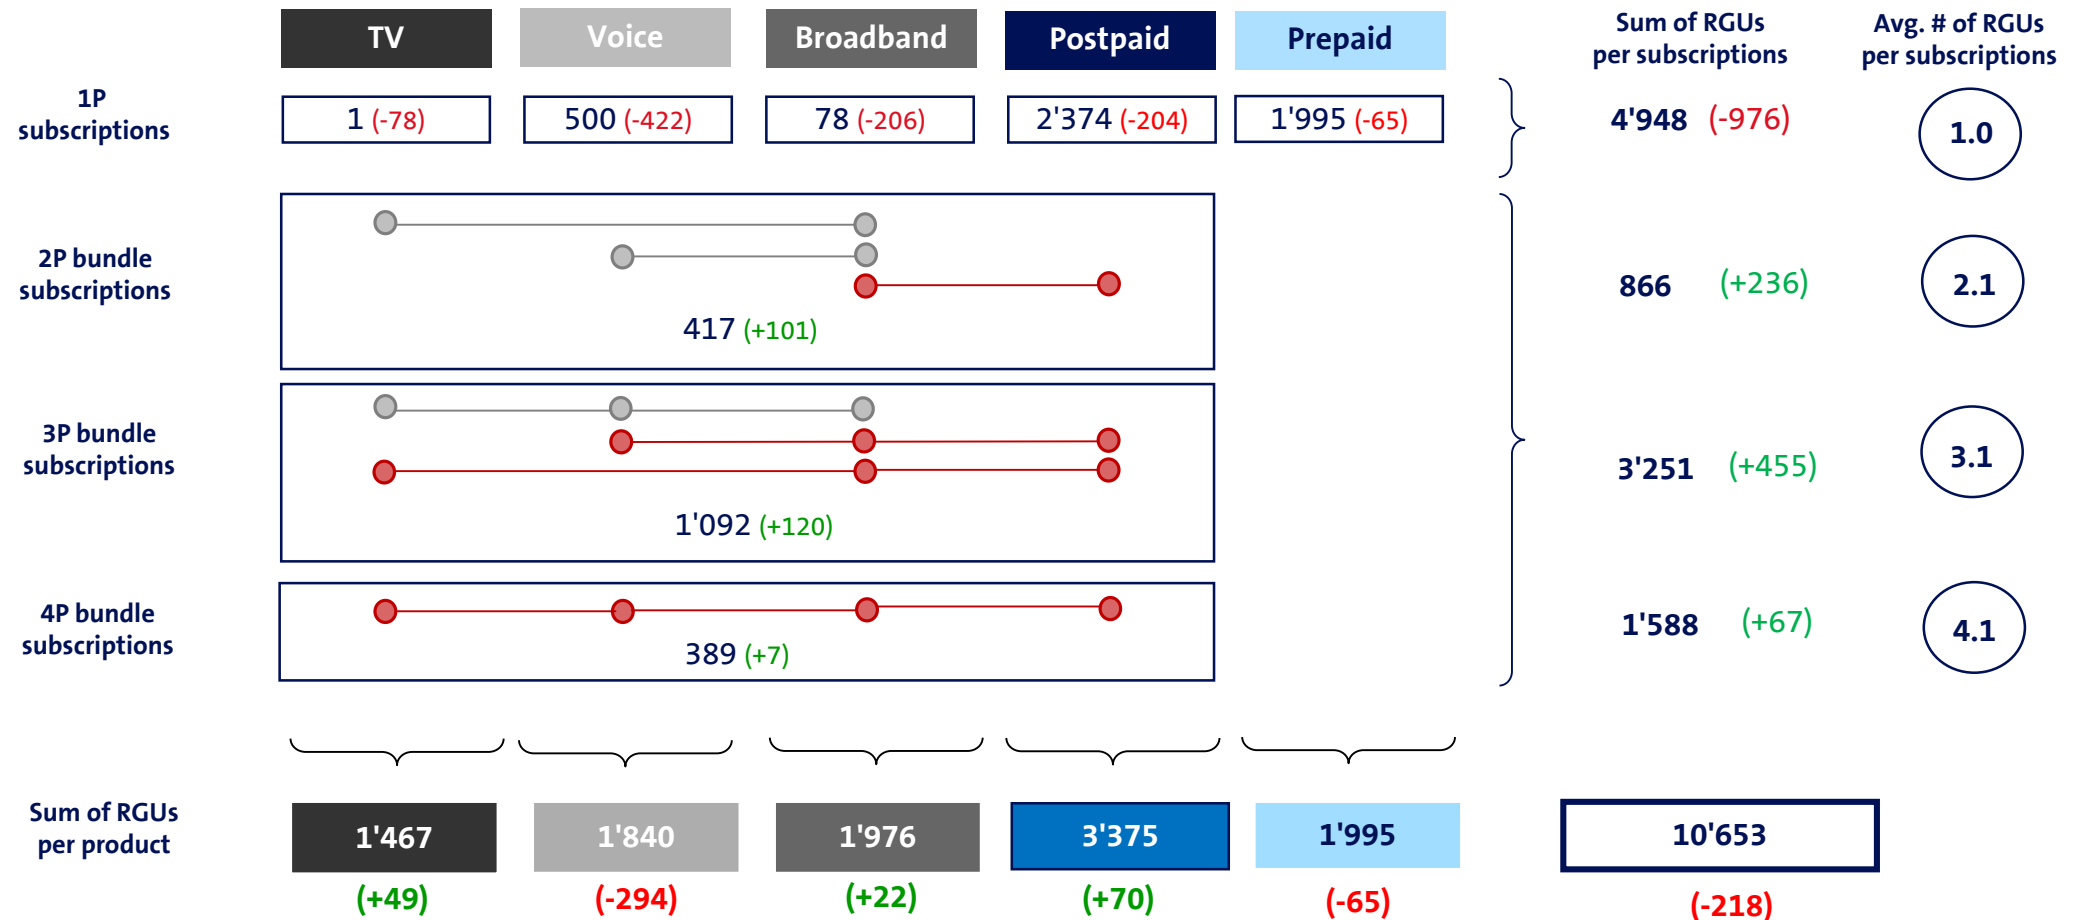 TV
Voice
Broadband
Postpaid
Prepaid
Sum of RGUs
per subscriptions
Avg. # of RGUs
per subscriptions
1P
subscriptions
1 (-78)
500 (-422)
78 (-206)
2'374 (-204)
1'995 (-65)
4'948 (-976)
1.0
2P bundle
subscriptions
417 (+101)
866 (+236)
2.1
3P bundle
subscriptions
1'092 (+120)
3'251 (+455)
3.1
4P bundle
subscriptions
389 (+7)
1'588 (+67)
4.1
Sum of RGUs
per product
1'467
1'840
1'976
3'375
1'995
10'653
(+49)
(-294)
(+22)
(+70)
(-65)
(-218)